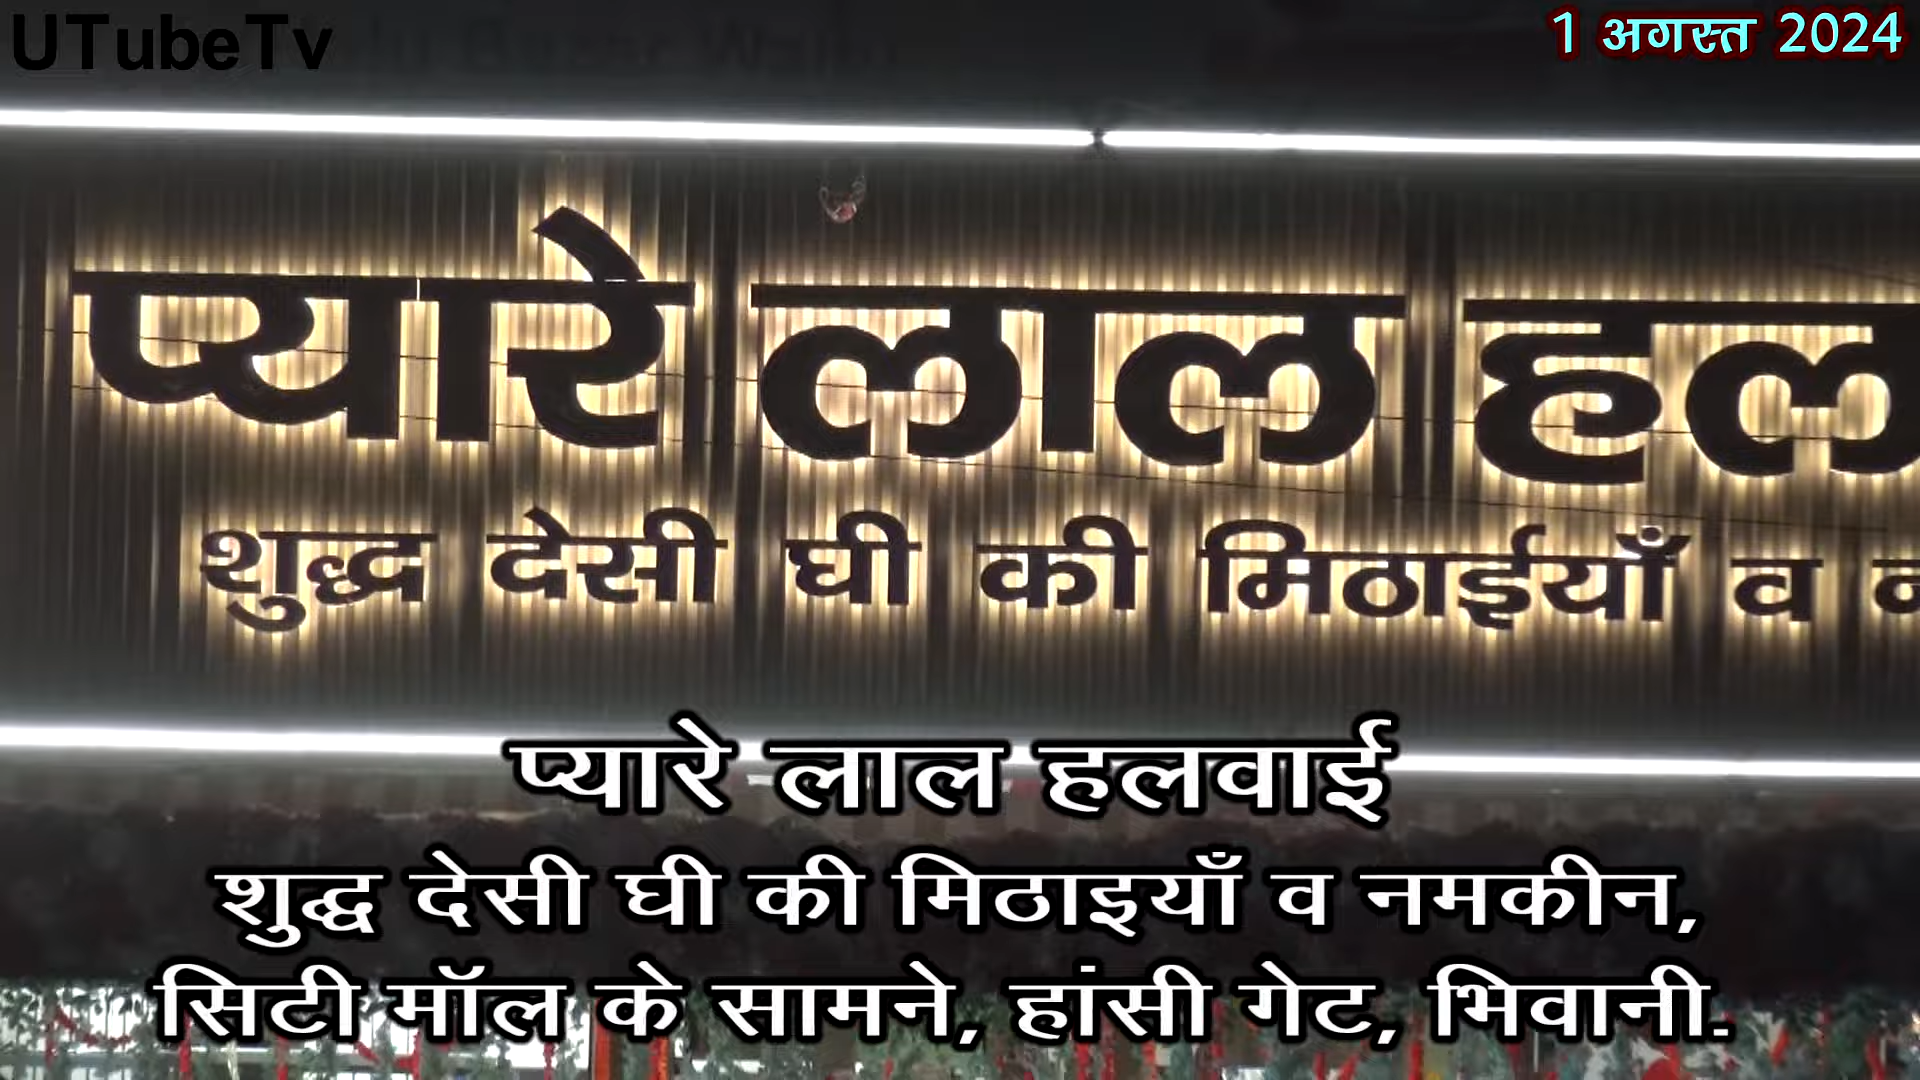 UTubeTv
1 अगस्त 2024
प्यारे लाल हल
शुद्ध देसी घी की मिठाईयाँ व न
प्यारे लाल हलवाई
शुद्ध देसी घी की मिठाइयाँ व नमकीन,
सिटी मॉल के सामने, हांसी गेट, भिवानी.